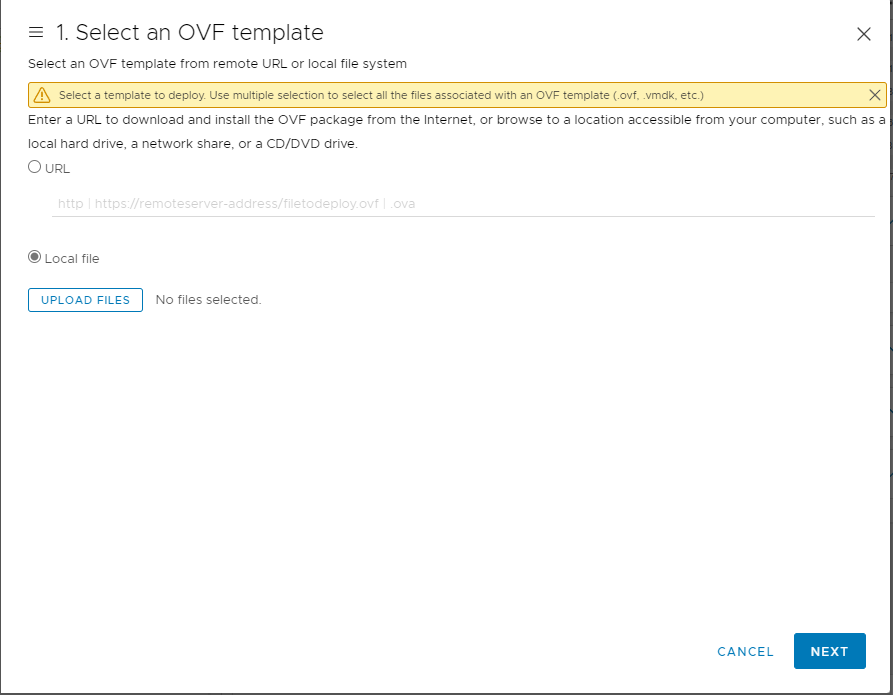 1. Select an OVF template
Select an OVF template from remote URL or local file system
Select a template to deploy. Use multiple selection to select all the files associated with an OVF template (.ovf, .vmdk, etc.)
Enter a URL to download and install the OVF package from the Internet, or browse to a location accessible from your computer, such as a
local hard drive, a network share, or a CD/DVD drive.
URL
http | https://remoteserver-address/filetodeploy.ovf | .ova
Local file
UPLOAD FILES No files selected.
CANCEL NEXT